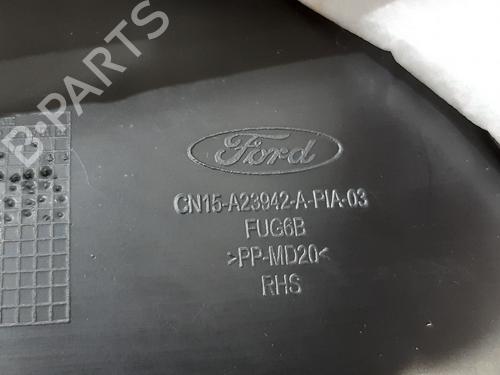 B-PARTS
Ford
CN15-A23942-A-PIA-03
FUG6B
>PP-MD20<
RHS